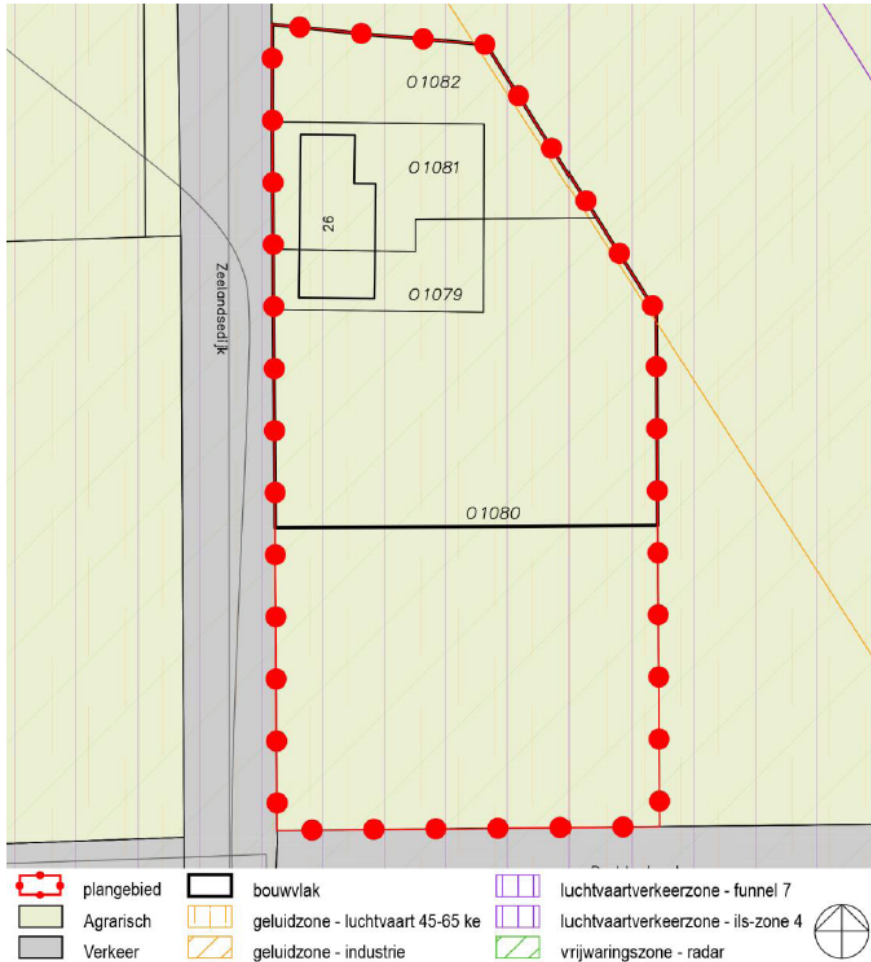 O1082
O1081
26
O1079
Zeelandsedijk
O1080
plangebied
Agrarisch
Verkeer
bouwvlak
geluidzone - luchtvaart 45-65 ke
geluidzone - industrie
luchtvaartverkeerzone - funnel 7
luchtvaartverkeerzone - ils-zone 4
vrijwaringszone - radar